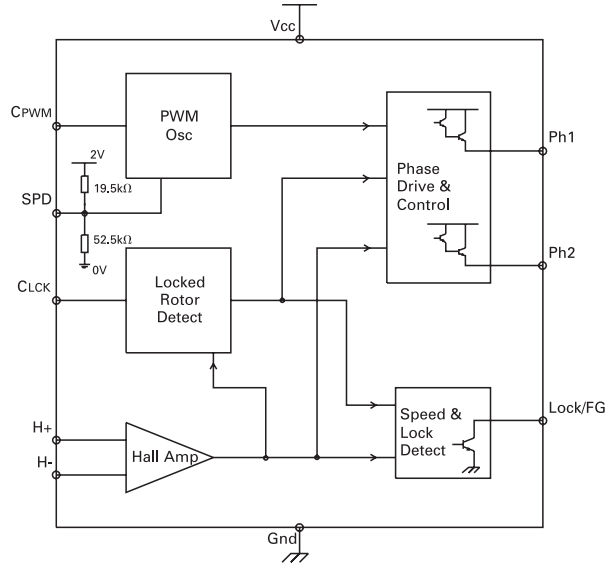 Vcc
CPWM
PWM
Osc
2V
19.5kΩ
SPD
52.5kΩ
0V
Phase
Drive &
Control
Ph1
Ph2
CLCK
Locked
Rotor
Detect
Speed &
Lock
Detect
Lock/FG
H+
H-
Hall Amp
Gnd